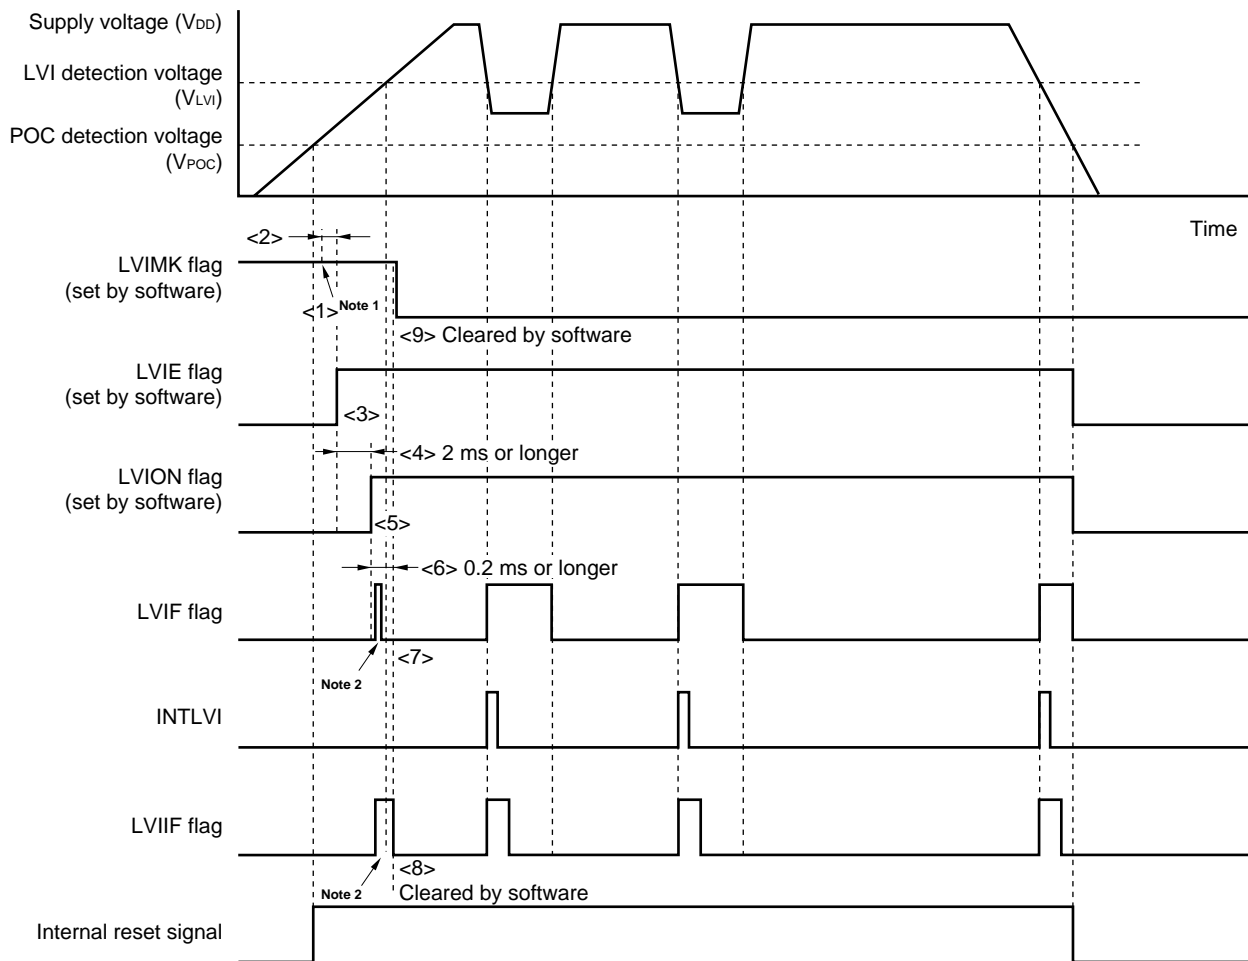 Supply voltage (VDD)
LVI detection voltage
(VLVI)
POC detection voltage
(VPOC)
Time
<2>
LVIMK flag
(set by software)
<1> Note 1
<9> Cleared by software
LVIE flag
(set by software)
<3>
<4> 2 ms or longer
LVION flag
(set by software)
<5>
<6> 0.2 ms or longer
LVIF flag
<7>
Note 2
INTLVI
LVIIF flag
<8>
Note 2
Cleared by software
Internal reset signal